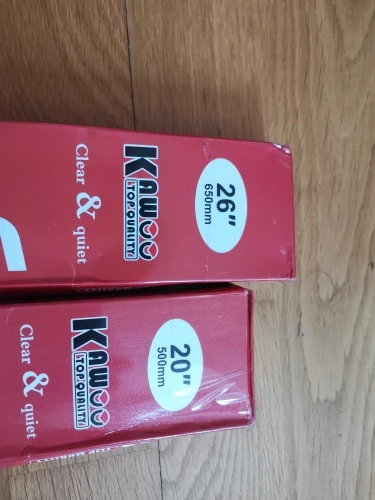 26"
650mm
KAWOO
TOP.QUALITY
Clear & quiet
20"
500mm
KAWOO
TOP.QUALITY
Clear & quiet